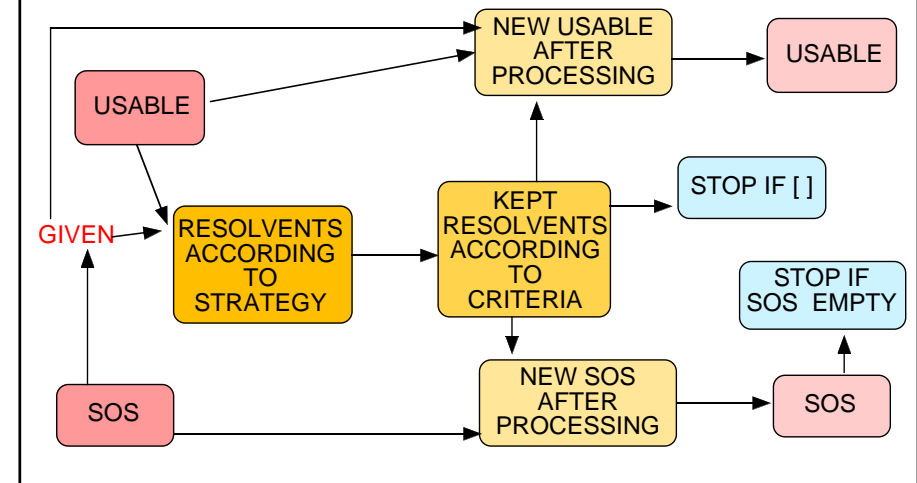 NEW USABLE
AFTER
PROCESSING
USABLE
USABLE
STOP IF [ ]
GIVEN
RESOLVENTS
ACCORDING
TO
STRATEGY
KEPT
RESOLVENTS
ACCORDING
TO
CRITERIA
STOP IF
SOS  EMPTY
NEW SOS
AFTER
PROCESSING
SOS
SOS